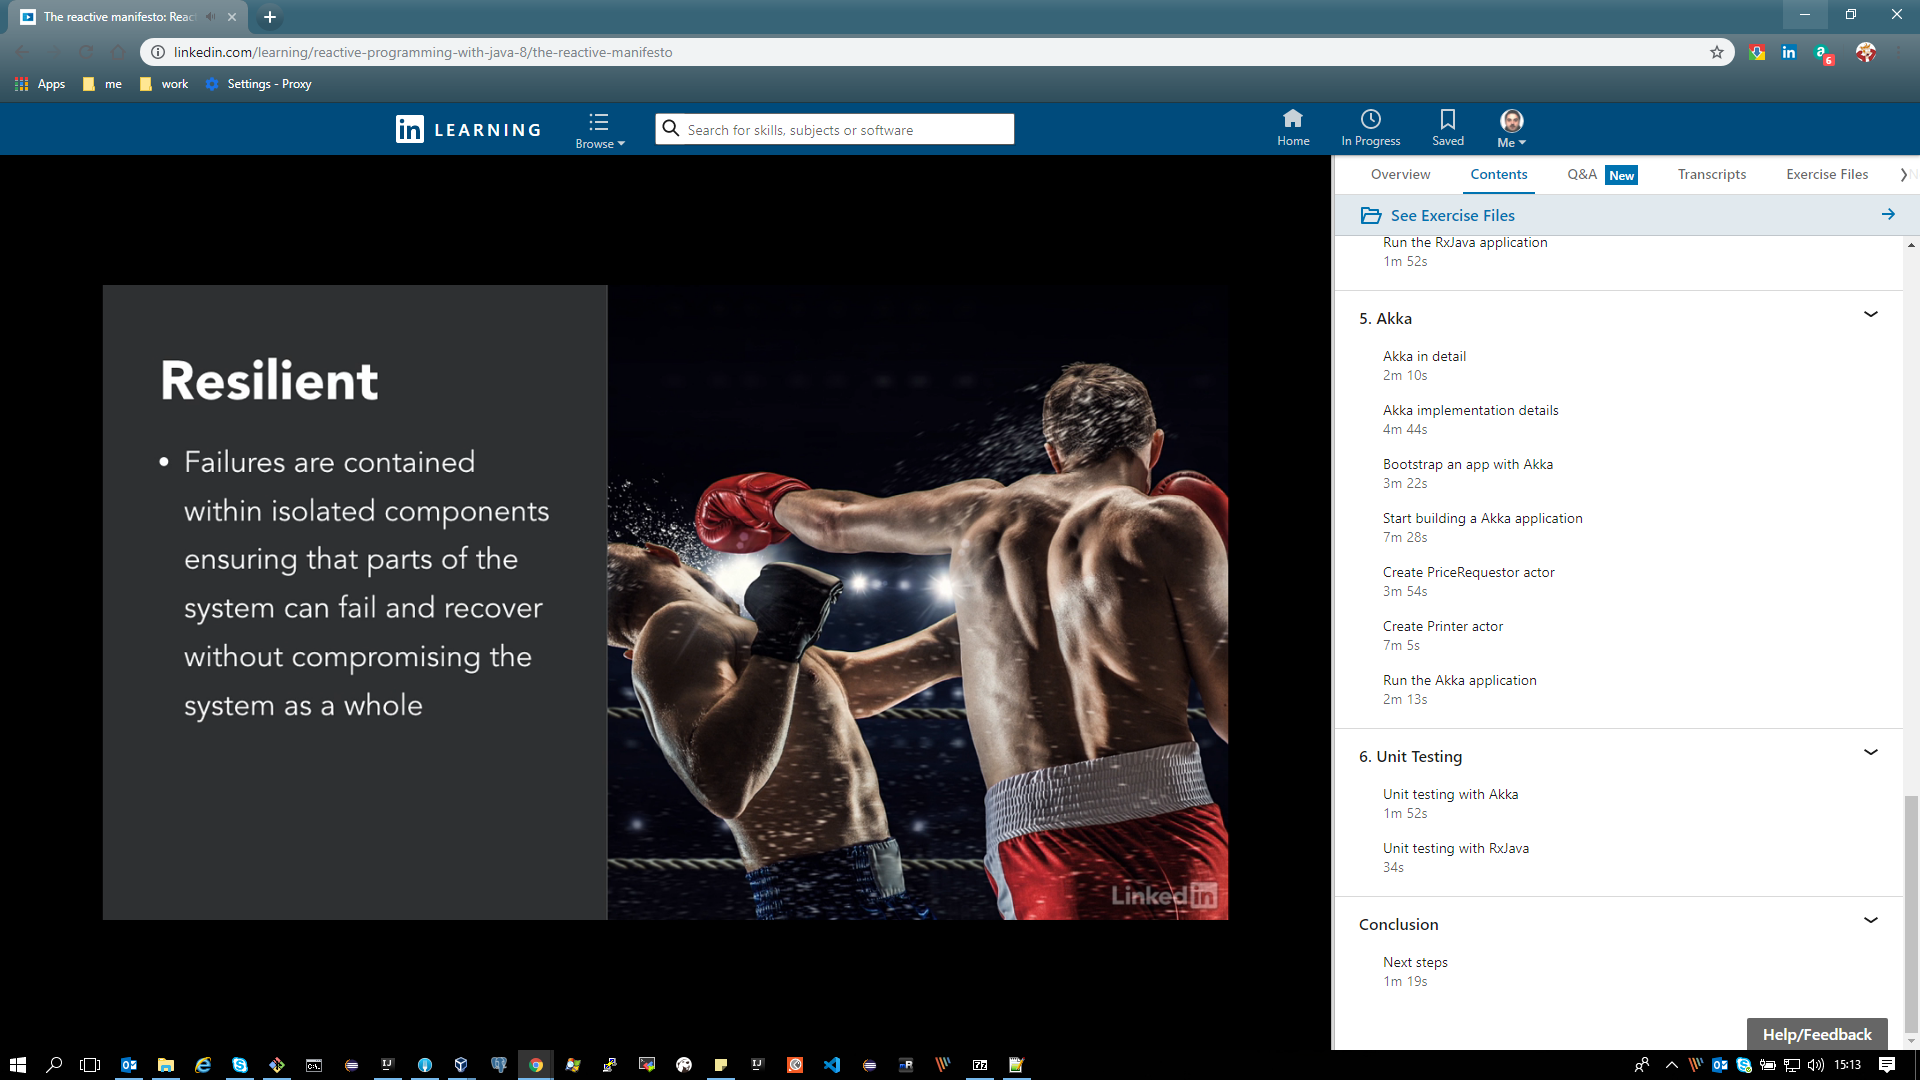 The reactive manifesto: Reac
linkedin.com/learning/reactive-programming-with-java-8/the-reactive-manifesto
6
Apps
me
work
Settings - Proxy
in LEARNING
Browse
Search for skills, subjects or software
Home
In Progress
Saved
Me
Overview
Contents
Q&A New
Transcripts
Exercise Files
See Exercise Files
Run the RxJava application
1m 52s
5. Akka
Akka in detail
2m 10s
Akka implementation details
4m 44s
Bootstrap an app with Akka
3m 22s
Start building a Akka application
7m 28s
Create PriceRequestor actor
3m 54s
Create Printer actor
7m 5s
Run the Akka application
2m 13s
6. Unit Testing
Unit testing with Akka
1m 52s
Unit testing with RxJava
34s
Conclusion
Next steps
1m 19s
Help/Feedback
Resilient
• Failures are contained
within isolated components
ensuring that parts of the
system can fail and recover
without compromising the
system as a whole
Linked in
15:13